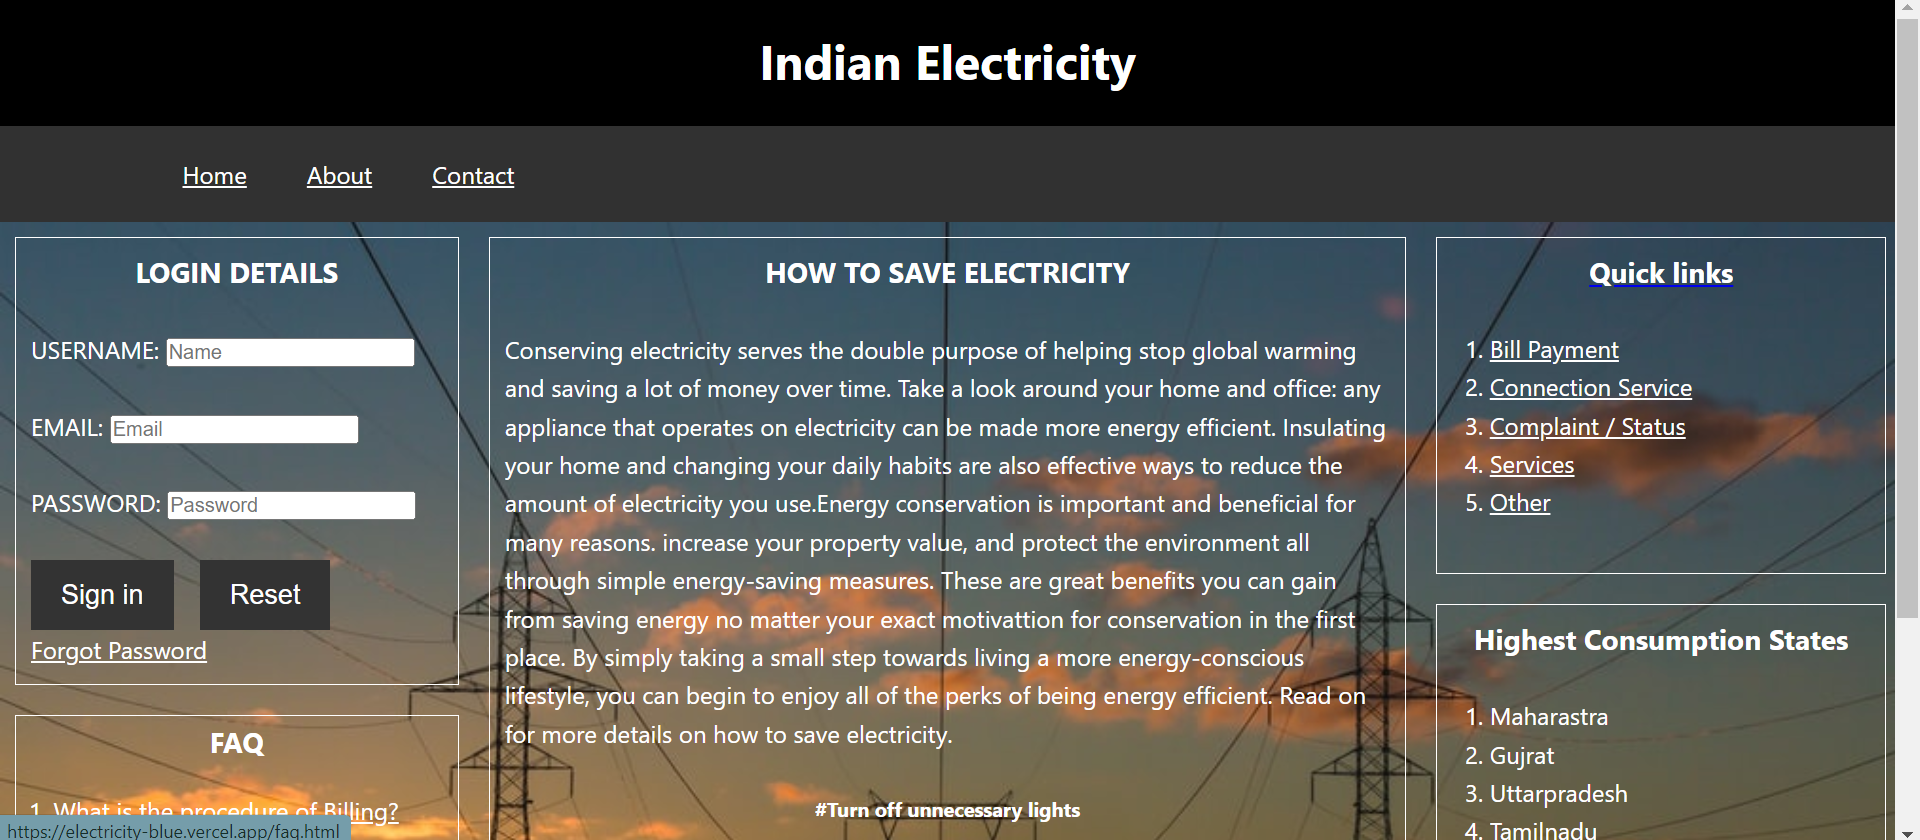 Indian Electricity
Home About Contact
LOGIN DETAILS
USERNAME: Name
EMAIL: Email
PASSWORD: Password
Sign in Reset
Forgot Password
FAQ
1. What is the procedure of Billing?
HOW TO SAVE ELECTRICITY
Conserving electricity serves the double purpose of helping stop global warming
and saving a lot of money over time. Take a look around your home and office: any
appliance that operates on electricity can be made more energy efficient. Insulating
your home and changing your daily habits are also effective ways to reduce the
amount of electricity you use.Energy conservation is important and beneficial for
many reasons. increase your property value, and protect the environment all
through simple energy-saving measures. These are great benefits you can gain
from saving energy no matter your exact motivattion for conservation in the first
place. By simply taking a small step towards living a more energy-conscious
lifestyle, you can begin to enjoy all of the perks of being energy efficient. Read on
for more details on how to save electricity.
#Turn off unnecessary lights
Quick links
1. Bill Payment
2. Connection Service
3. Complaint / Status
4. Services
5. Other
Highest Consumption States
1. Maharastra
2. Gujrat
3. Uttarpradesh
4. Tamilnadu
https://electricity-blue.vercel.app/faq.html